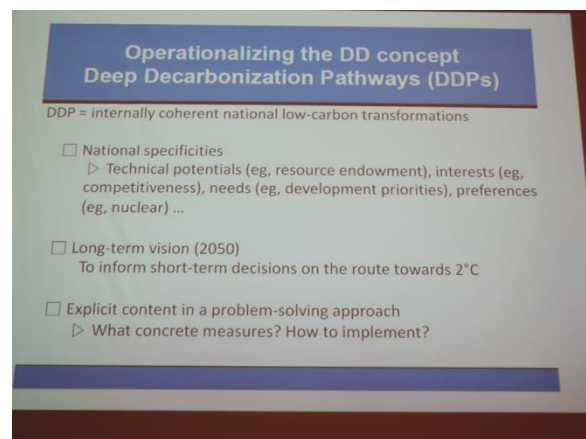 Operationalizing the DD concept
Deep Decarbonization Pathways (DDPs)
DDP = internally coherent national low-carbon transformations
□ National specificities
▷ Technical potentials (eg, resource endowment), interests (eg,
competitiveness), needs (eg, development priorities), preferences
(eg, nuclear) ...
□ Long-term vision (2050)
To inform short-term decisions on the route towards 2°C
□ Explicit content in a problem-solving approach
▷ What concrete measures? How to implement?